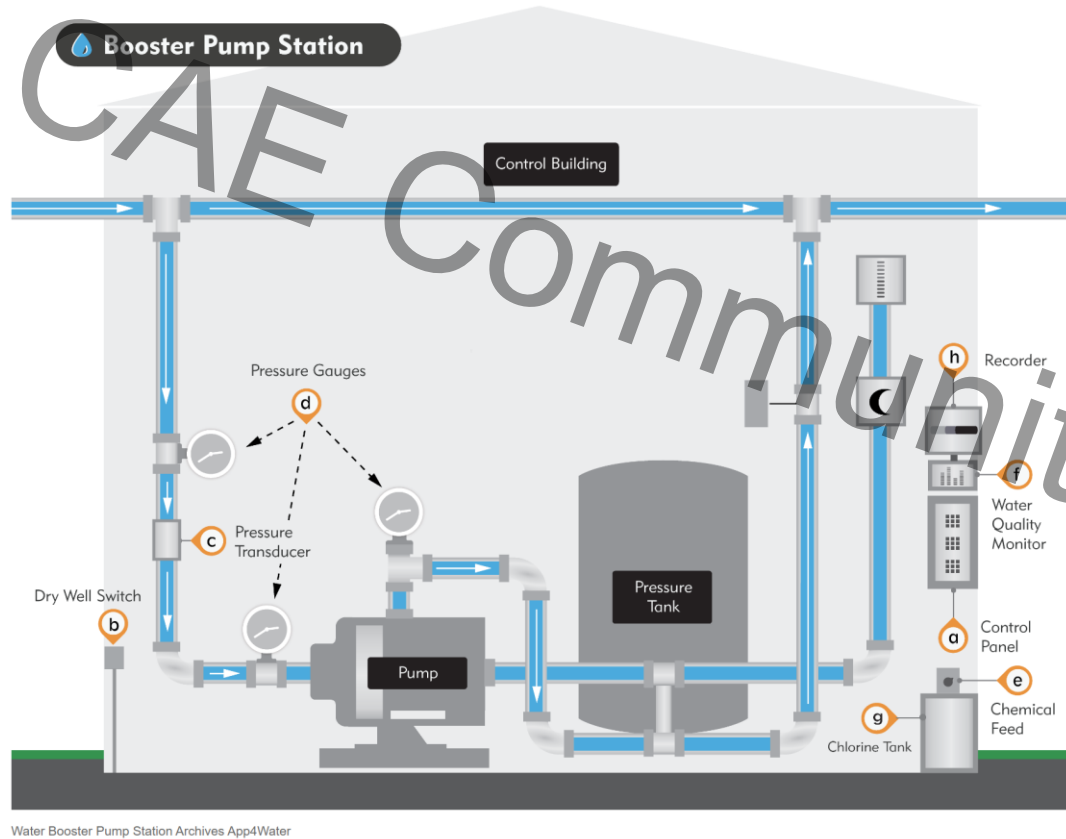 Booster Pump Station
CAE Communit
Control Building
Pressure Gauges
d
h
Recorder
f
Water
Quality
Monitor
c
Pressure
Transducer
Dry Well Switch
b
Pressure
Tank
Pump
a
Control
Panel
e
Chemical
Feed
g
Chlorine Tank
Water Booster Pump Station Archives App4Water